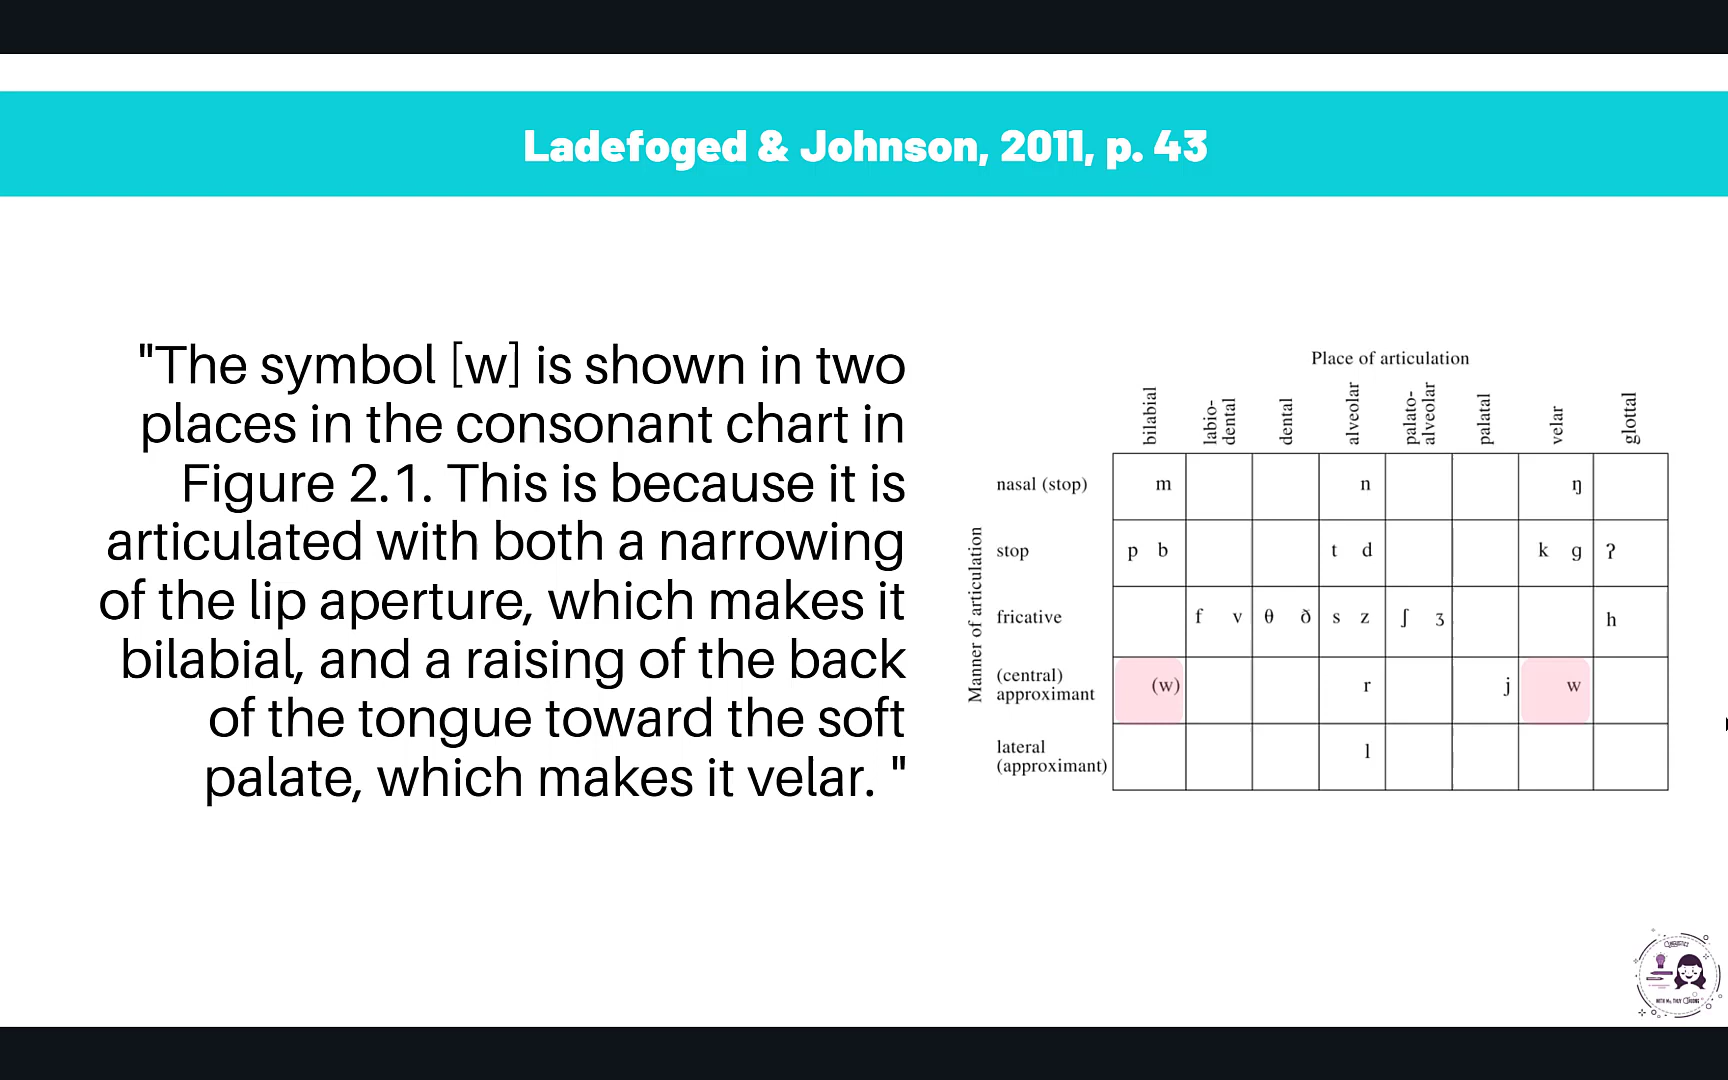 Ladefoged & Johnson, 2011, p. 43
"The symbol [w] is shown in two
places in the consonant chart in
Figure 2.1. This is because it is
articulated with both a narrowing
of the lip aperture, which makes it
bilabial, and a raising of the back
of the tongue toward the soft
palate, which makes it velar. "
Place of articulation
bilabial labio-dental dental alveolar palato-alveolar palatal velar glottal
Manner of articulation
nasal (stop) m n ŋ
stop p b t d k ɡ ʔ
fricative f v θ ð s z ʃ ʒ h
(central)
approximant (w) r j w
lateral
(approximant) l
WITH Ms. THUY